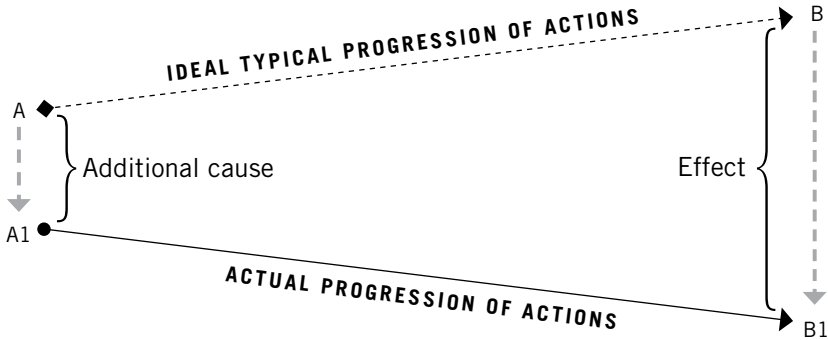 B
IDEAL TYPICAL PROGRESSION OF ACTIONS
A
Additional cause
Effect
A1
ACTUAL PROGRESSION OF ACTIONS
B1